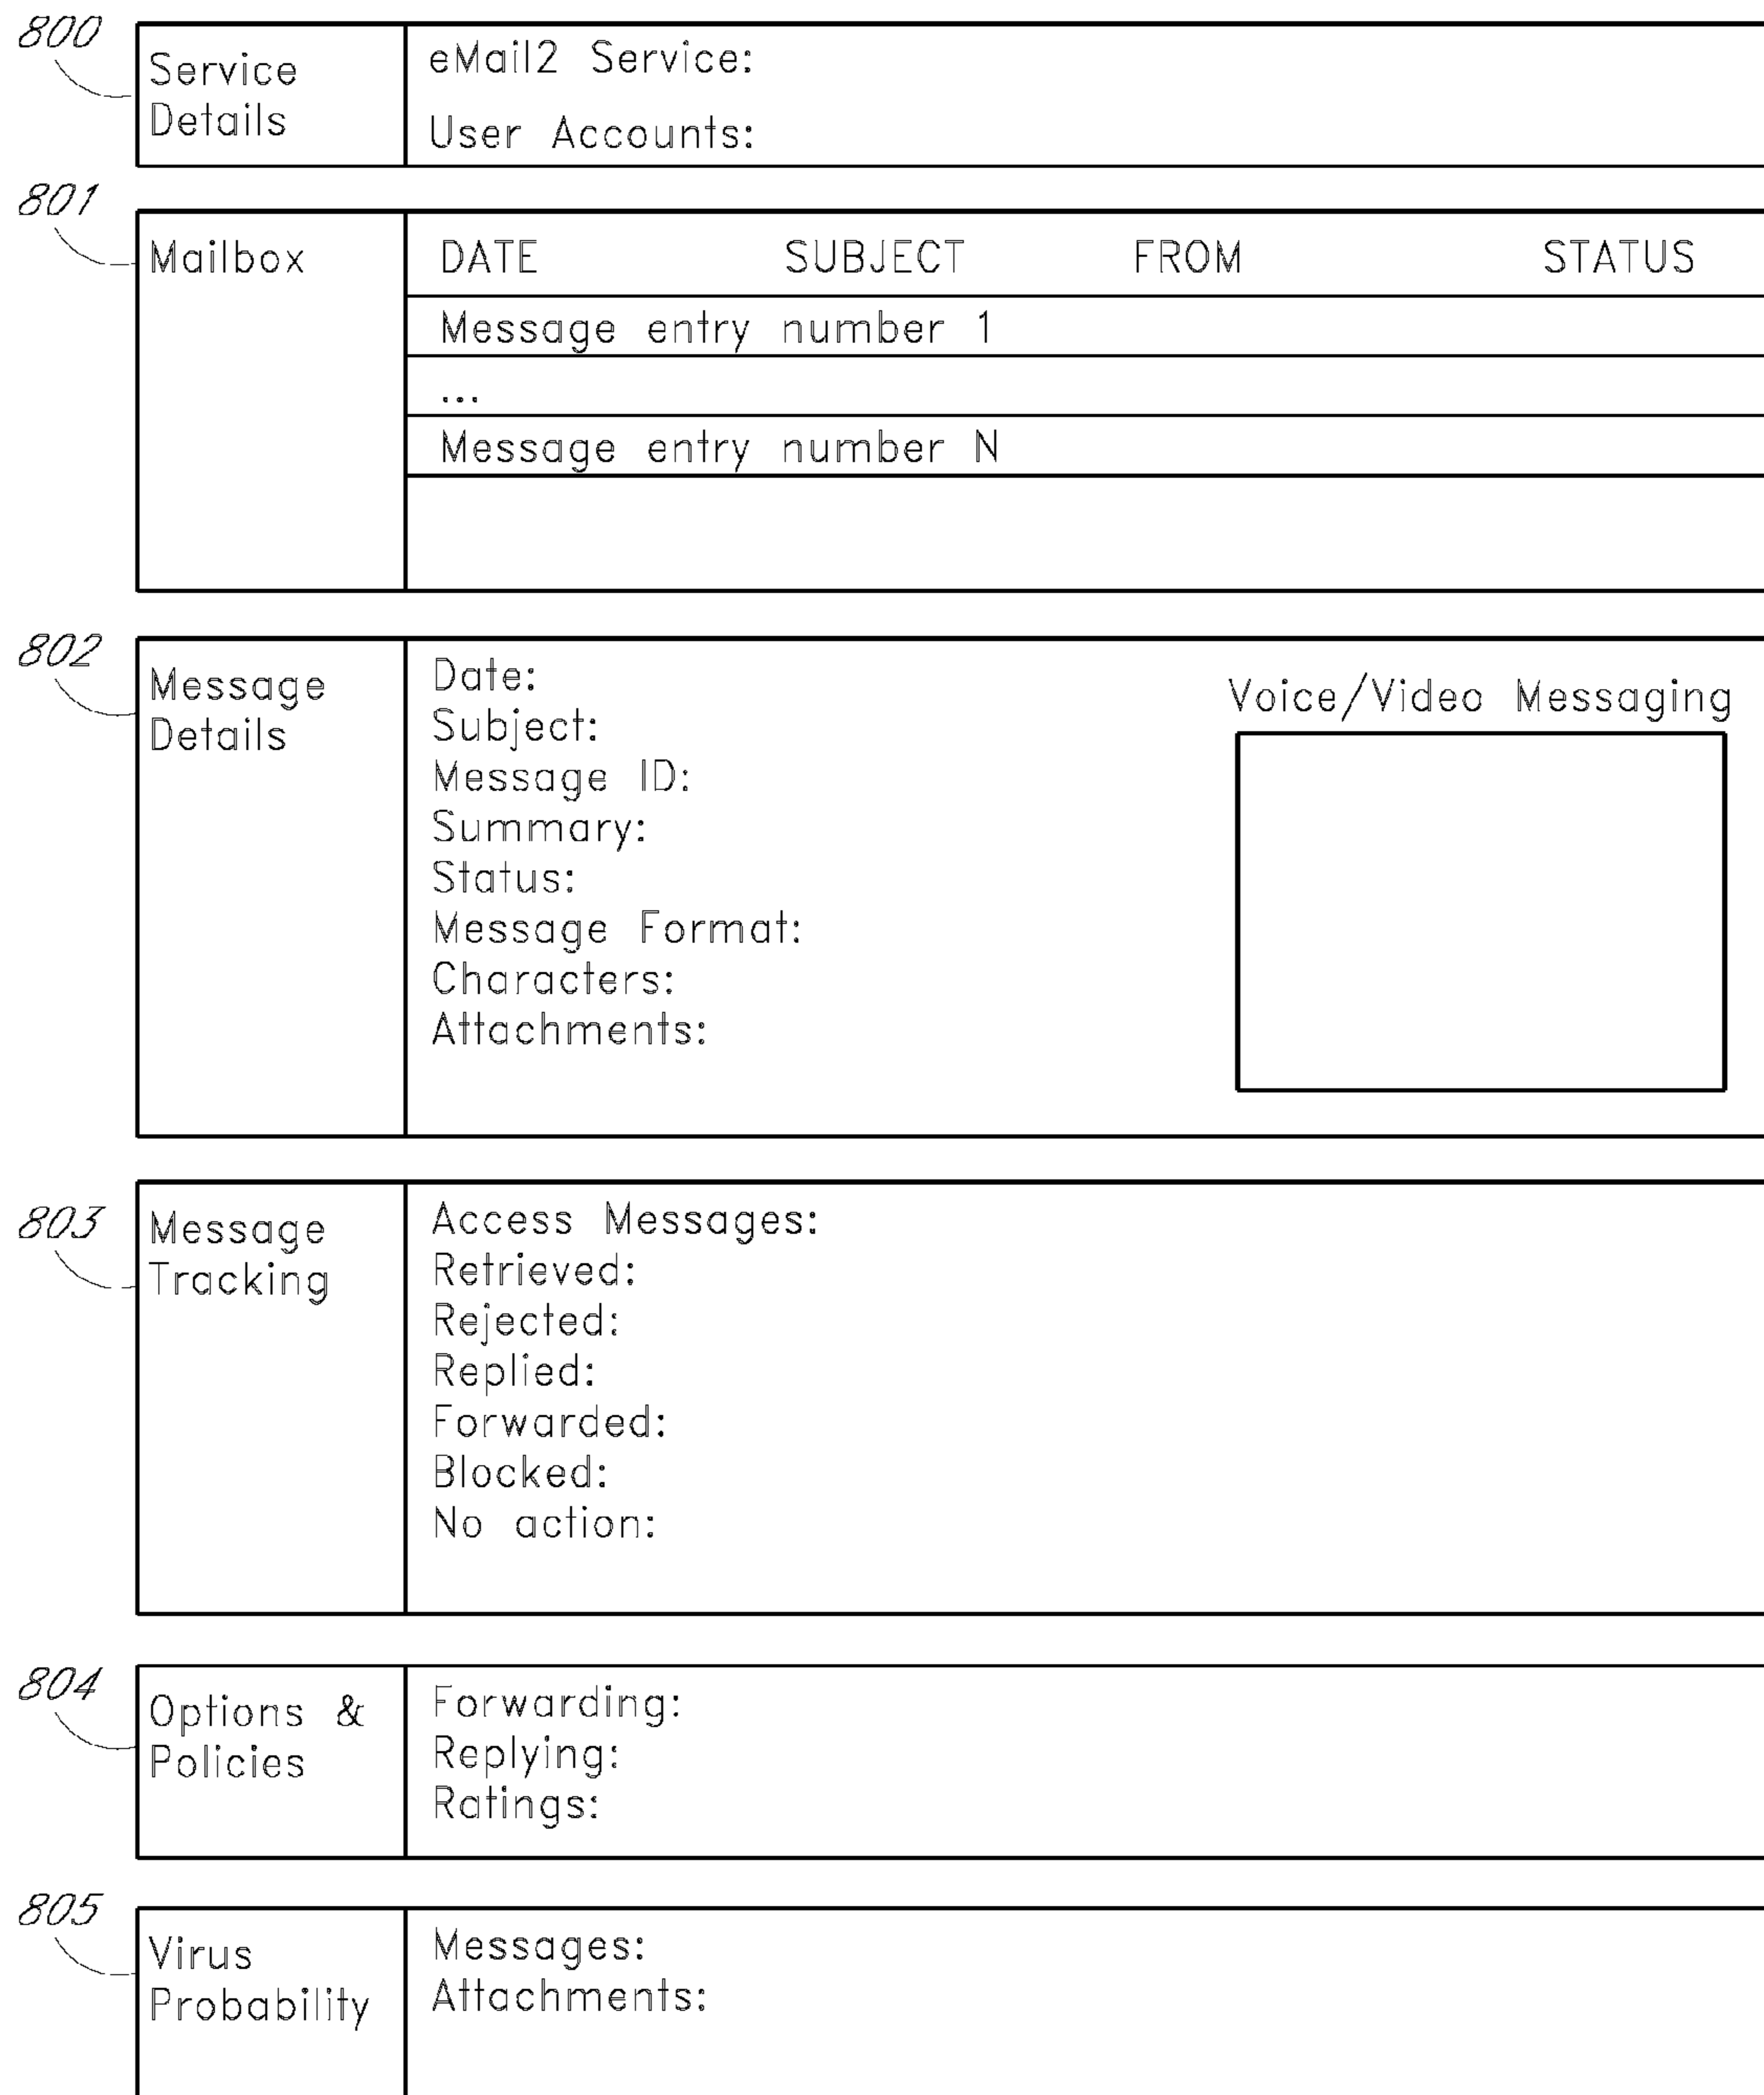 800
Service
Details
eMail2 Service:
User Accounts:
801
Mailbox
DATE SUBJECT FROM STATUS
Message entry number 1
...
Message entry number N
802
Message
Details
Date:
Subject:
Message ID:
Summary:
Status:
Message Format:
Characters:
Attachments:
Voice/Video Messaging
803
Message
Tracking
Access Messages:
Retrieved:
Rejected:
Replied:
Forwarded:
Blocked:
No action:
804
Options &
Policies
Forwarding:
Replying:
Ratings:
805
Virus
Probability
Messages:
Attachments: